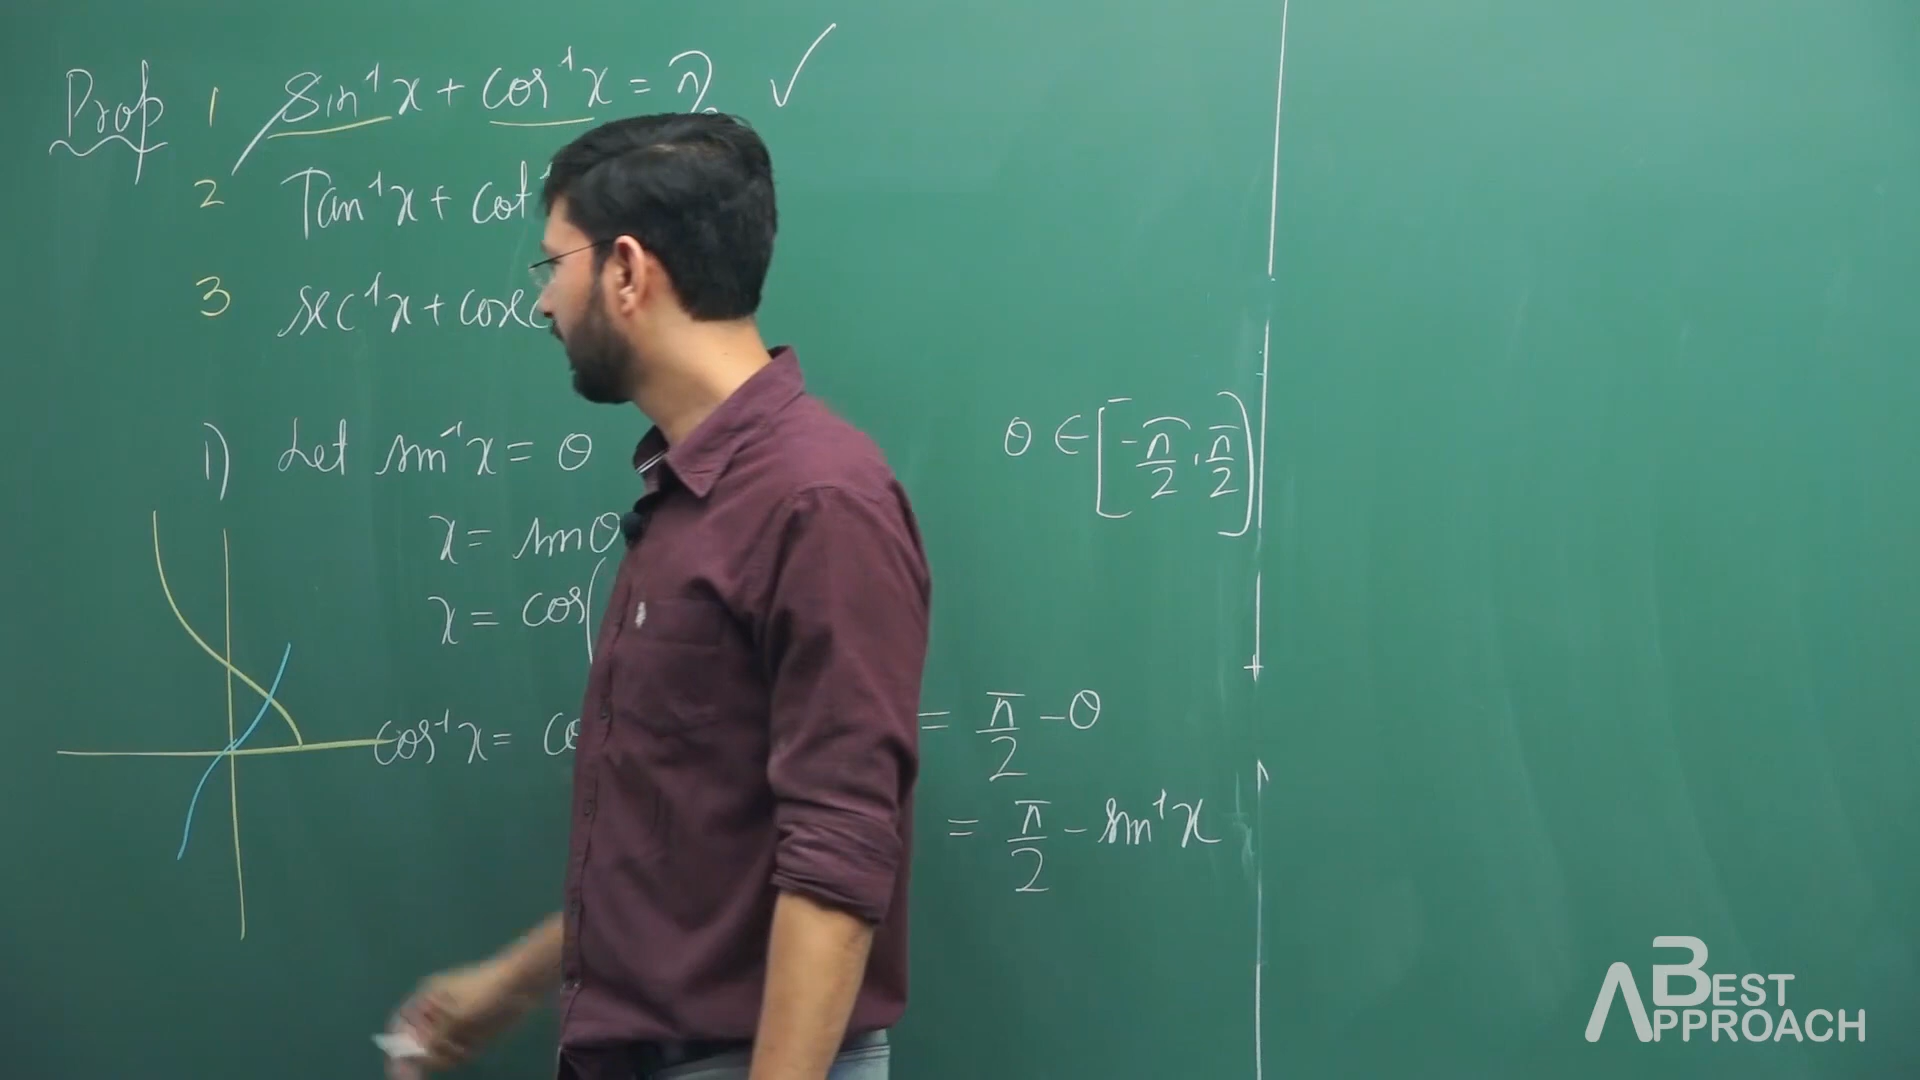 Prop 1 Sin⁻¹x + cos⁻¹x = π/2 ✓
2 Tan⁻¹x + cot⁻¹
3 sec⁻¹x + cosec
1) Let sin⁻¹x = θ θ ∈ [-π/2, π/2]
x = sinθ
x = cos(
cos⁻¹x = co = π/2 - θ
= π/2 - sin⁻¹x
A BEST APPROACH